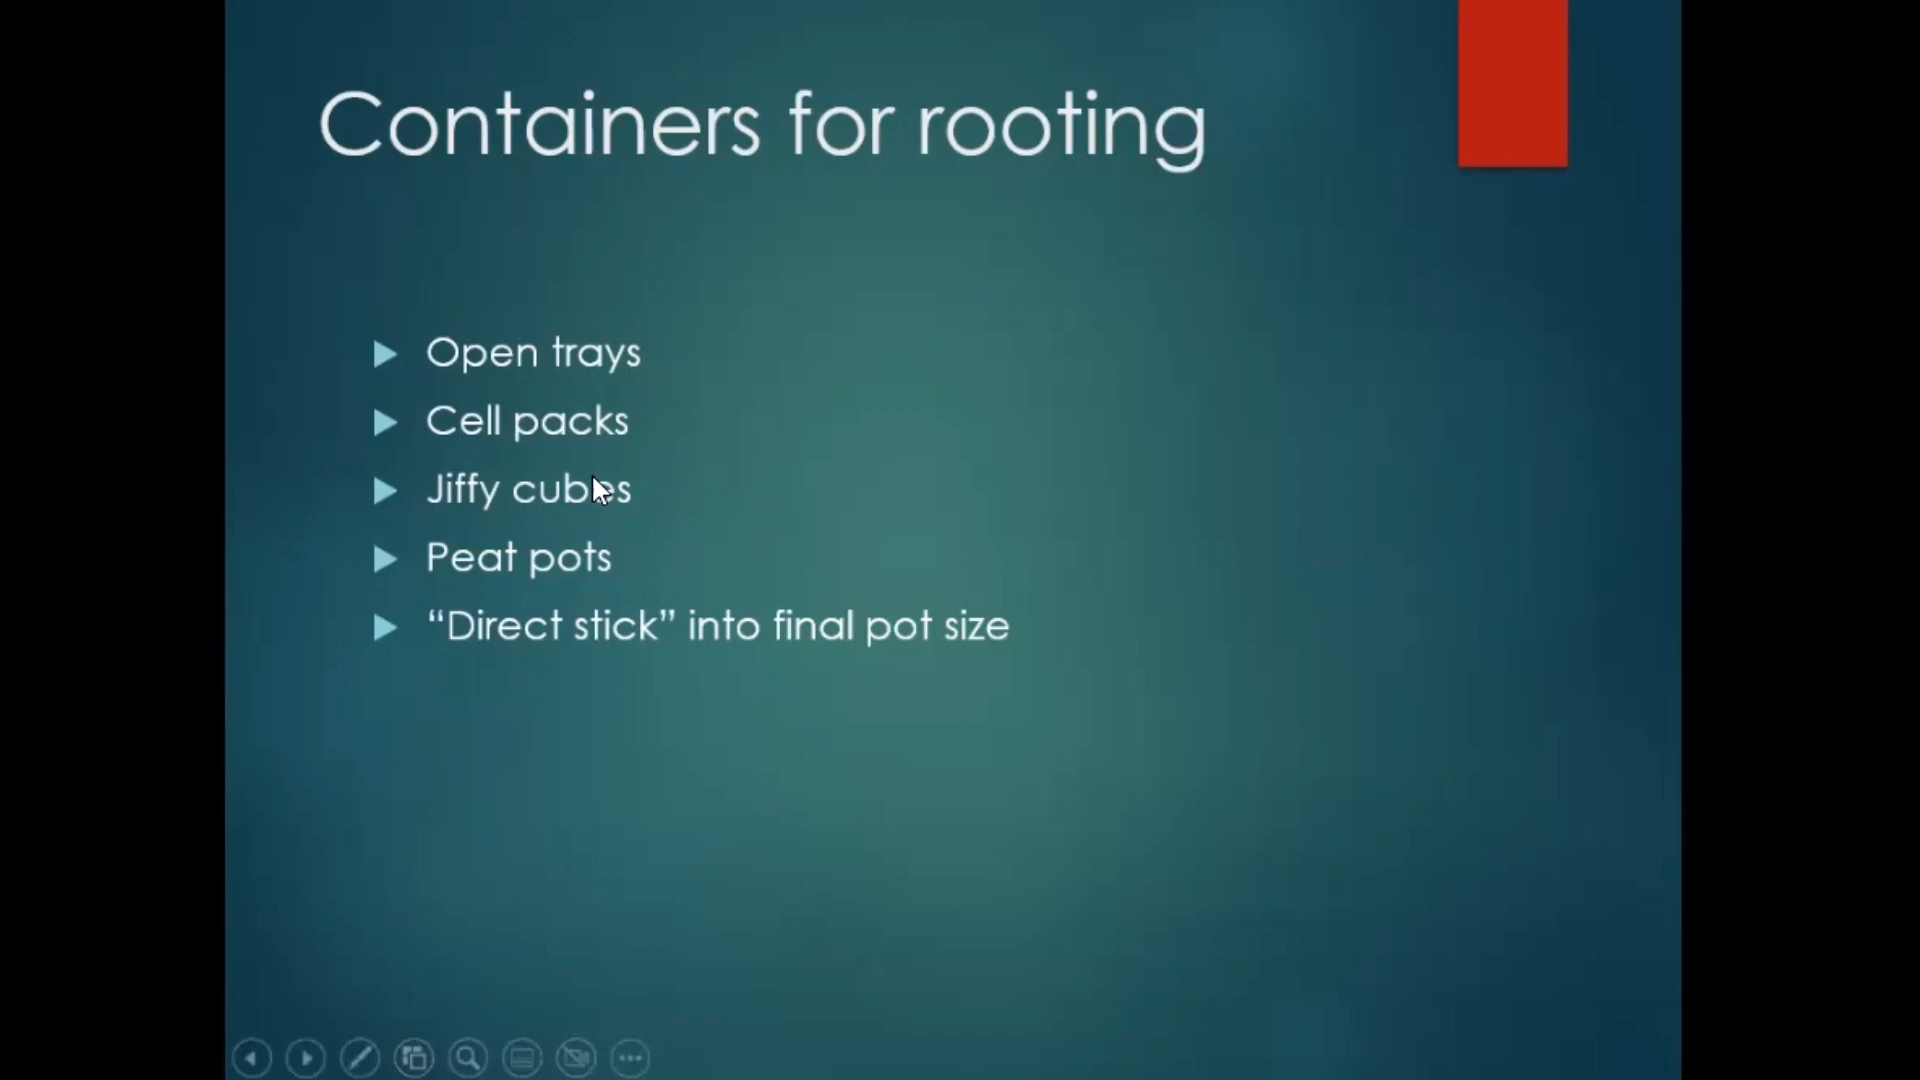 Containers for rooting
Open trays
Cell packs
Jiffy cubes
Peat pots
“Direct stick” into final pot size